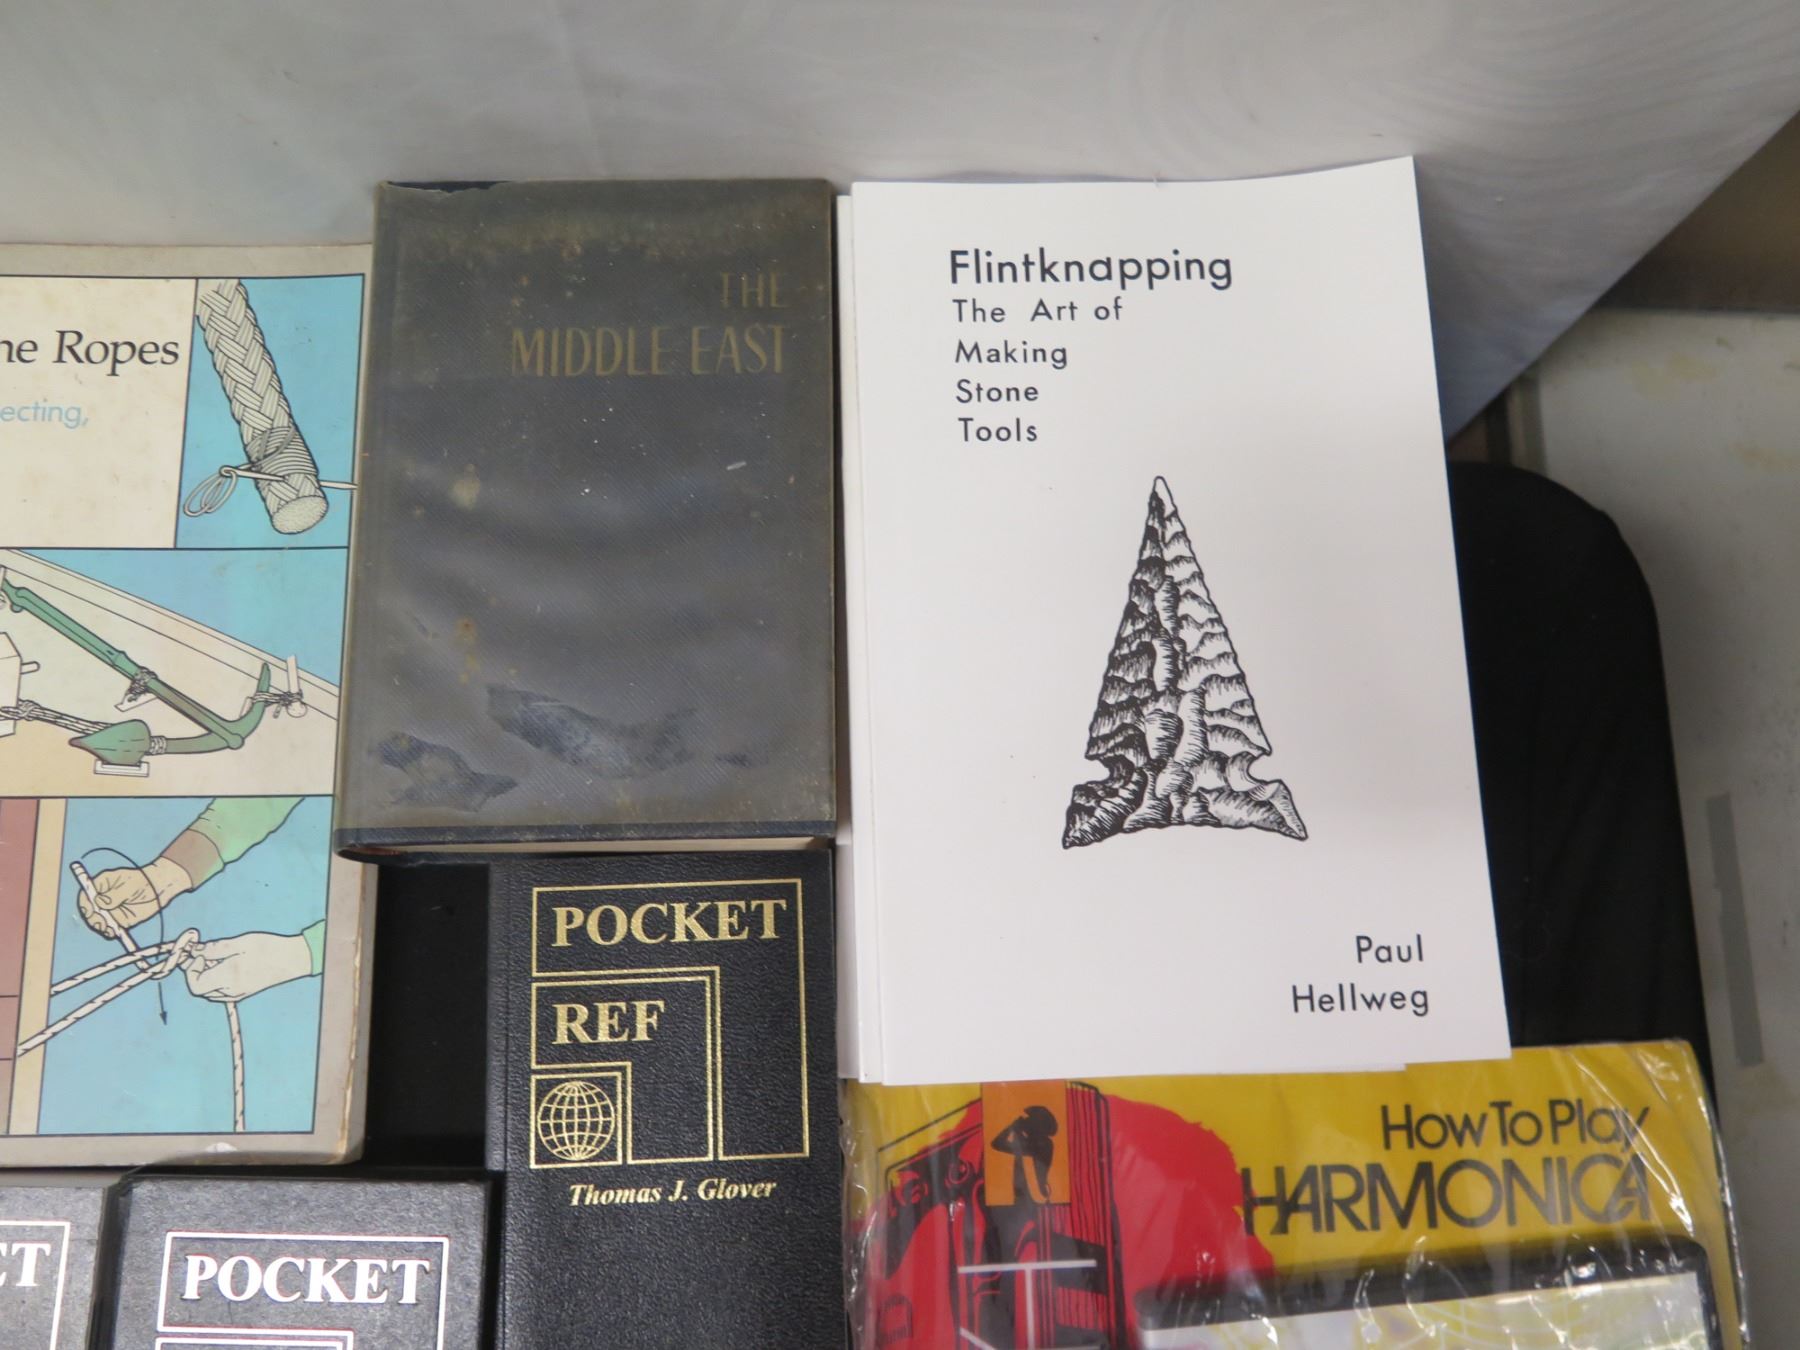 ne Ropes
ecting,
THE
MIDDLE EAST
Flintknapping
The Art of
Making
Stone
Tools
Paul
Hellweg
POCKET
REF
Thomas J. Glover
How To Play
HARMONICA
ET
POCKET